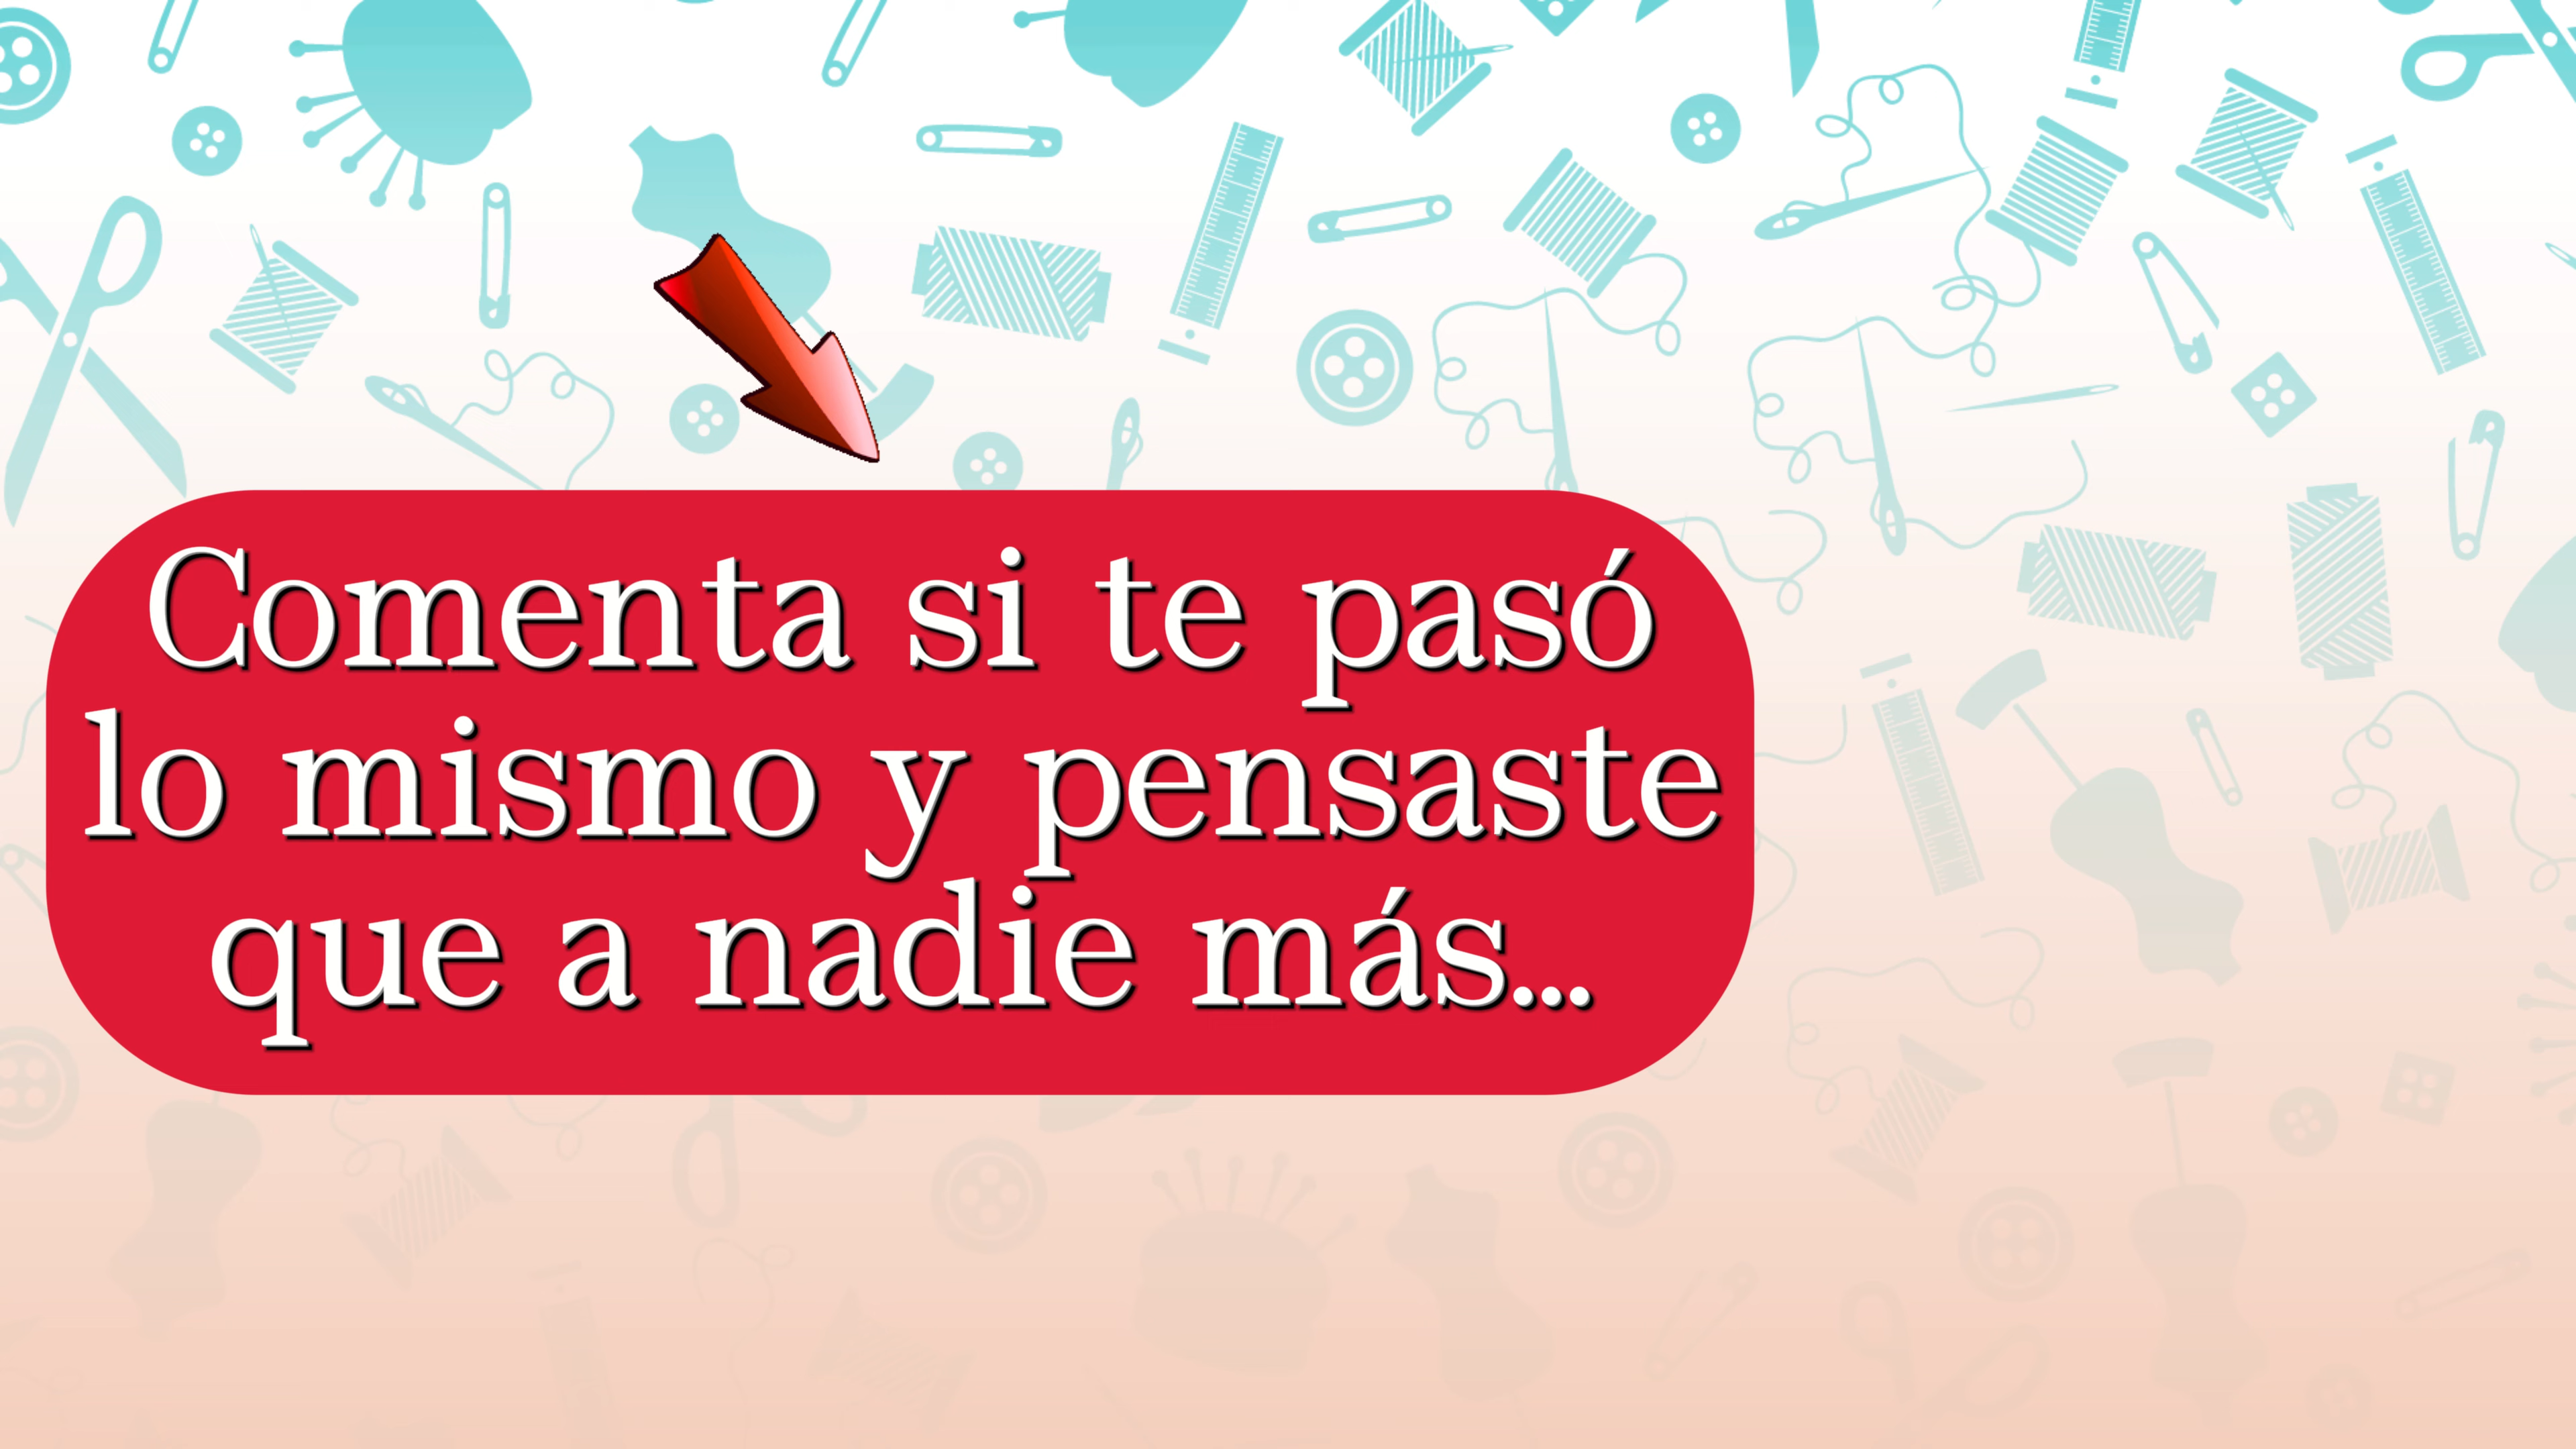 Comenta si te pasó
lo mismo y pensaste
que a nadie más...